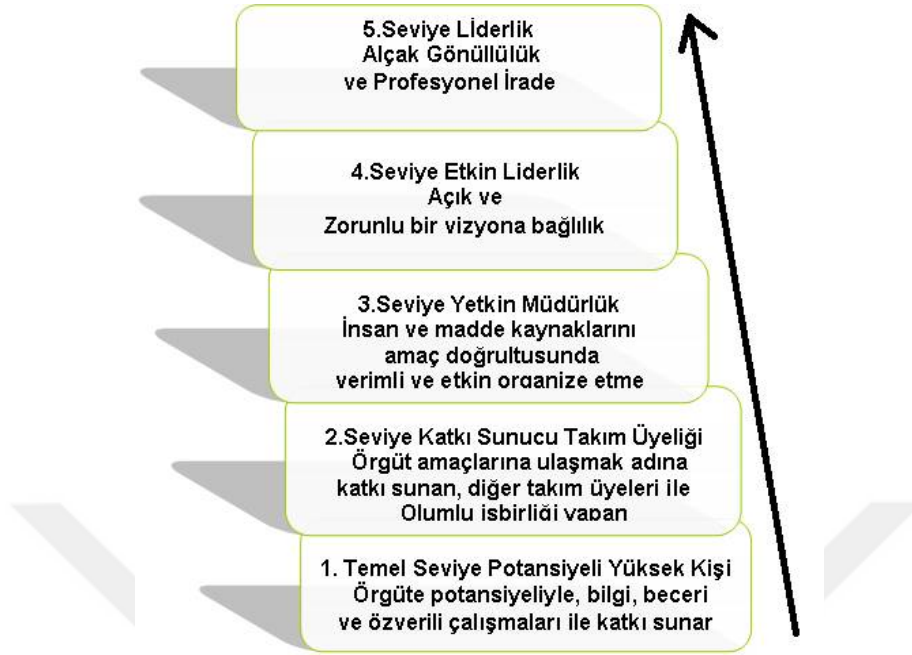 5.Seviye Lİderlik
Alçak Gönüllülük
ve Profesyonel İrade
4.Seviye Etkin Liderlik
Açık ve
Zorunlu bir vizyona bağlılık
3.Seviye Yetkin Müdürlük
İnsan ve madde kaynaklarını
amaç doğrultusunda
verimli ve etkin organize etme
2.Seviye Katkı Sunucu Takım Üyeliği
Örgüt amaçlarına ulaşmak adına
katkı sunan, diğer takım üyeleri ile
Olumlu işbirliği yapan
1. Temel Seviye Potansiyeli Yüksek Kişi
Örgüte potansiyeliyle, bilgi, beceri
ve özverili çalışmaları ile katkı sunar